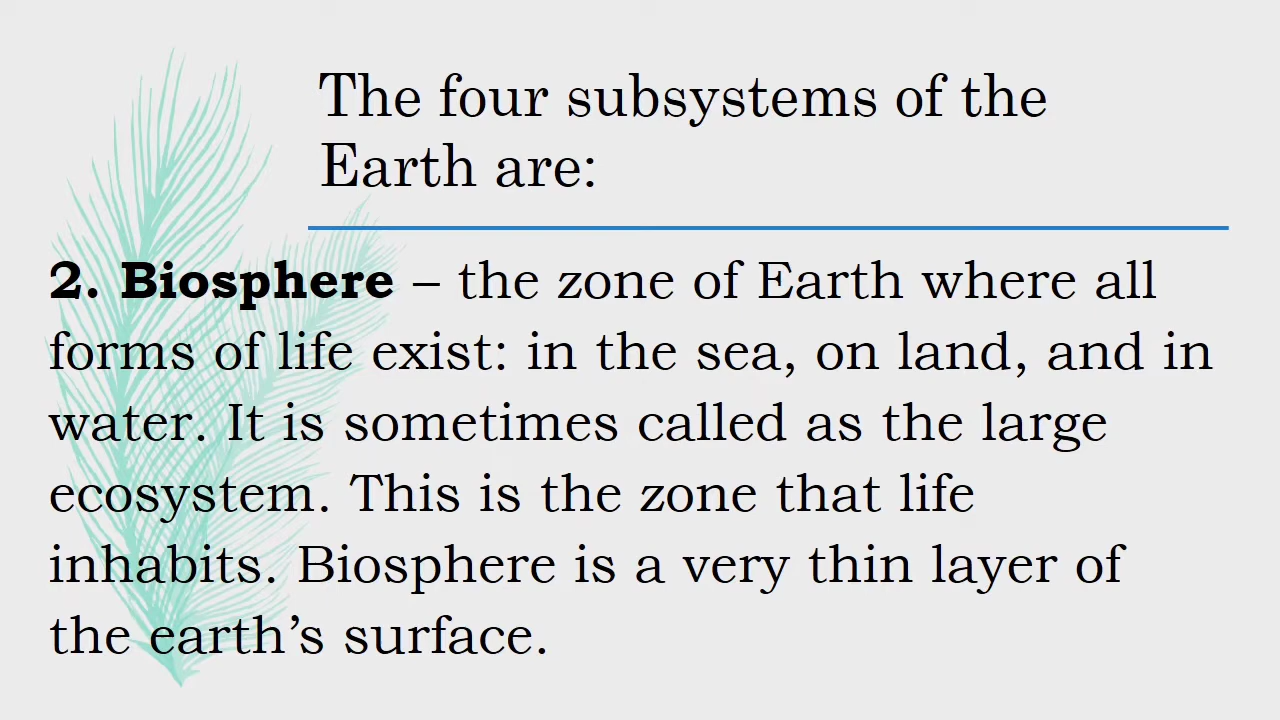 The four subsystems of the
Earth are:
2. Biosphere – the zone of Earth where all
forms of life exist: in the sea, on land, and in
water. It is sometimes called as the large
ecosystem. This is the zone that life
inhabits. Biosphere is a very thin layer of
the earth’s surface.